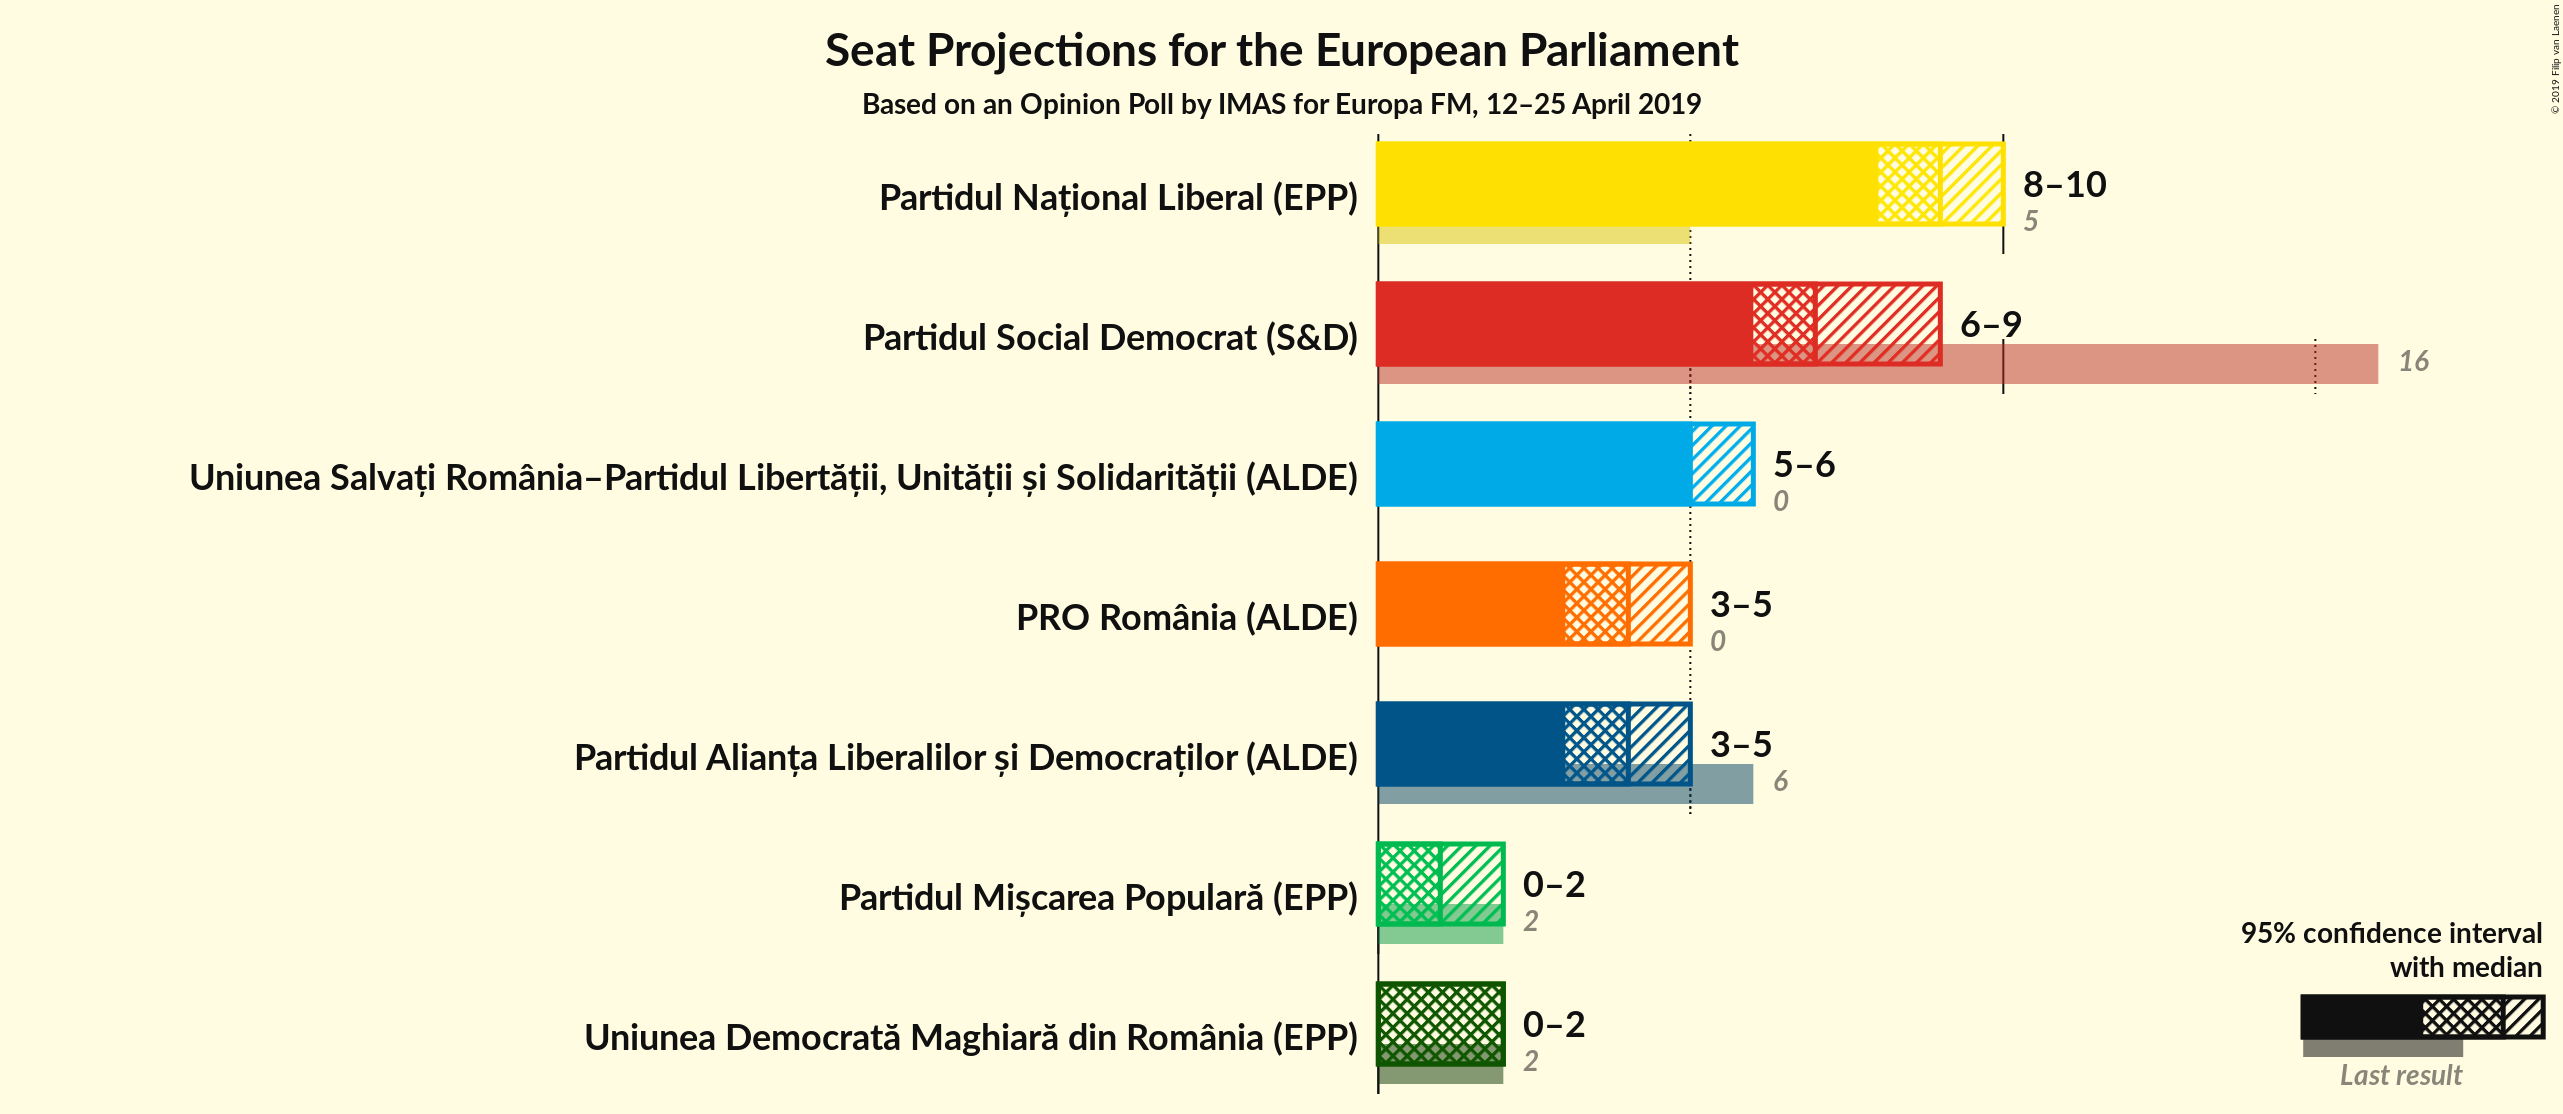 Seat Projections for the European Parliament
Based on an Opinion Poll by IMAS for Europa FM, 12–25 April 2019
© 2019 Filip van Laenen
Partidul Național Liberal (EPP)
8–10
5
Partidul Social Democrat (S&D)
6–9
16
Uniunea Salvați România–Partidul Libertății, Unității și Solidarității (ALDE)
5–6
0
PRO România (ALDE)
3–5
0
Partidul Alianța Liberalilor și Democraților (ALDE)
3–5
6
Partidul Mișcarea Populară (EPP)
0–2
2
Uniunea Democrată Maghiară din România (EPP)
0–2
2
95% confidence interval
with median
Last result